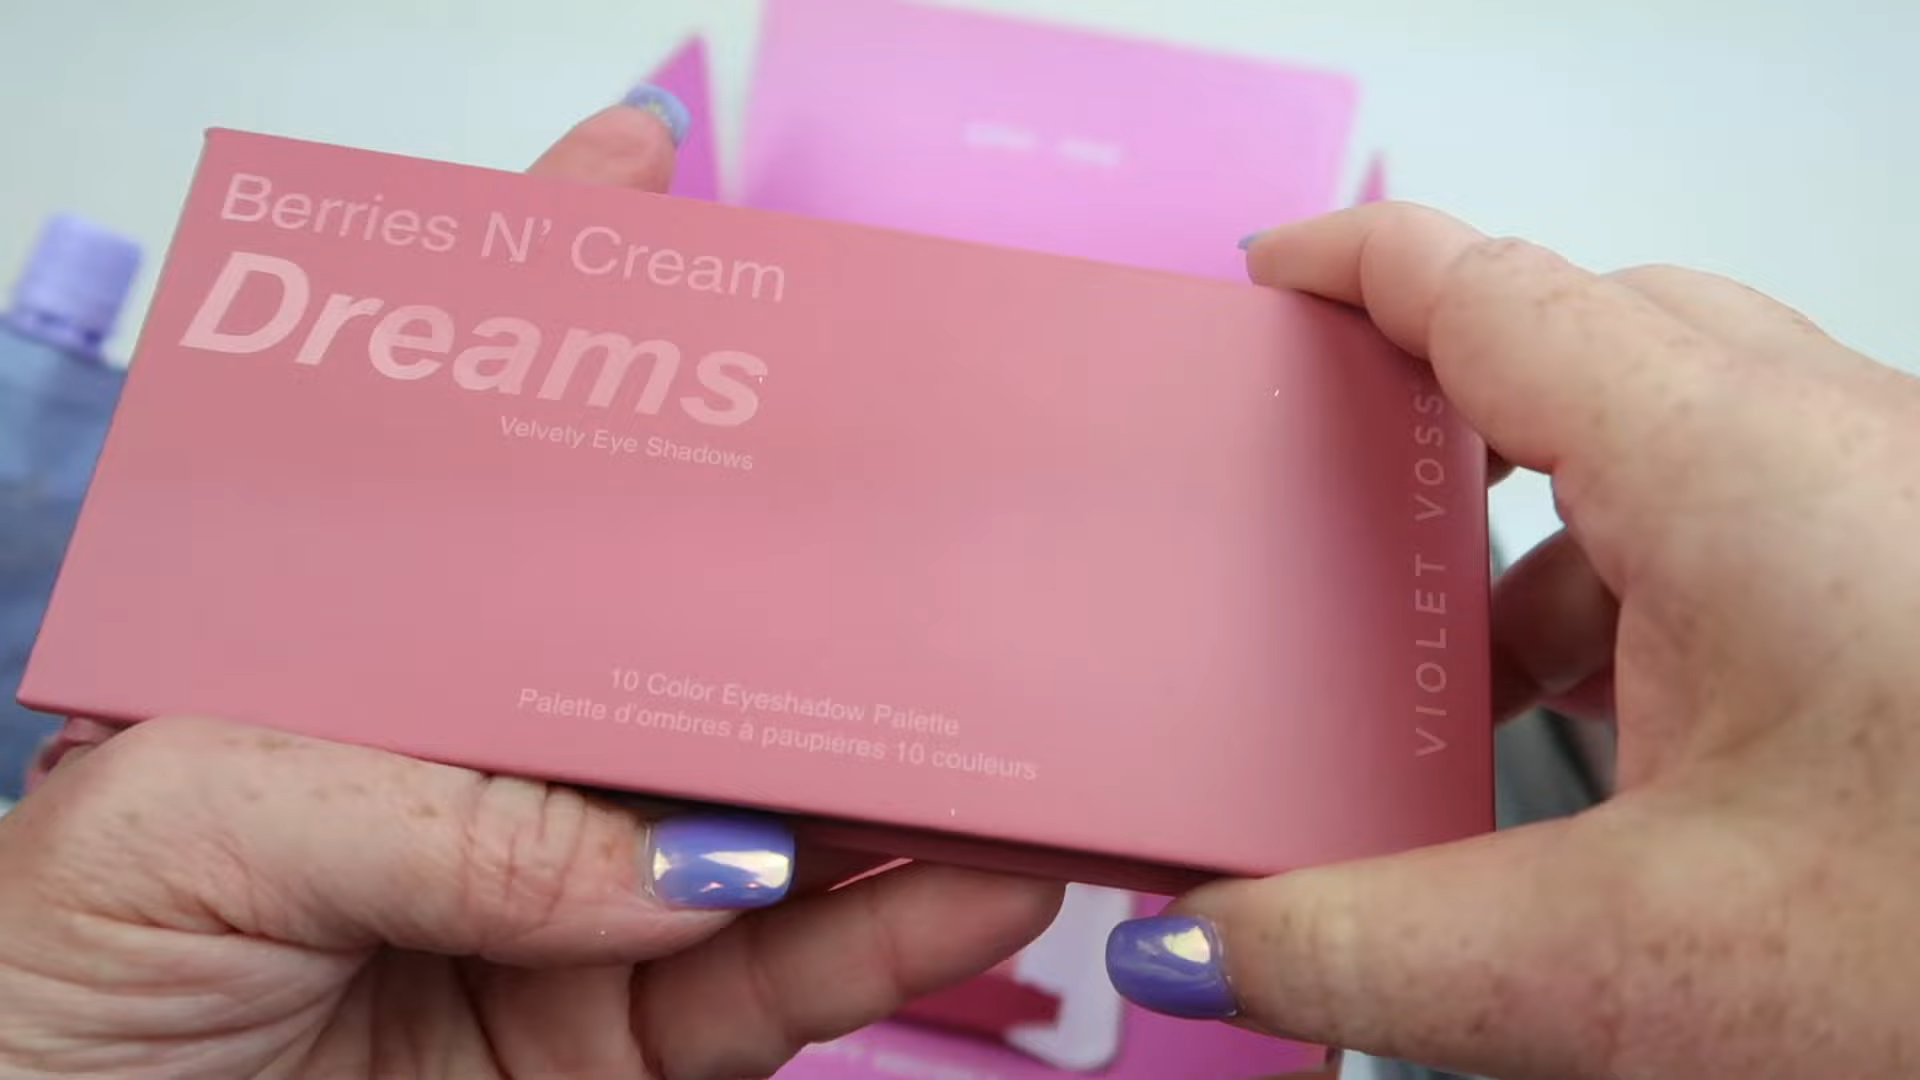 Berries N' Cream
Dreams
Velvety Eye Shadows
10 Color Eyeshadow Palette
Palette d'ombres à paupières 10 couleurs
VIOLET VOSS